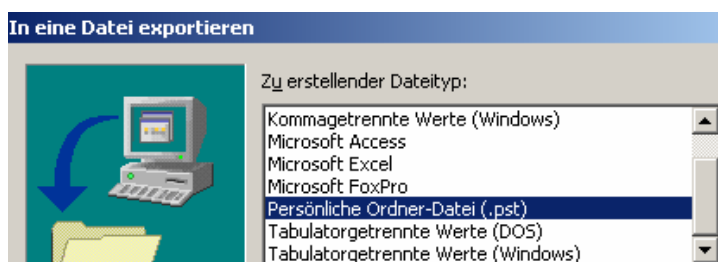 In eine Datei exportieren
Zu erstellender Dateityp:
Kommagetrennte Werte (Windows)
Microsoft Access
Microsoft Excel
Microsoft FoxPro
Persönliche Ordner-Datei (.pst)
Tabulatorgetrennte Werte (DOS)
Tabulatorgetrennte Werte (Windows)